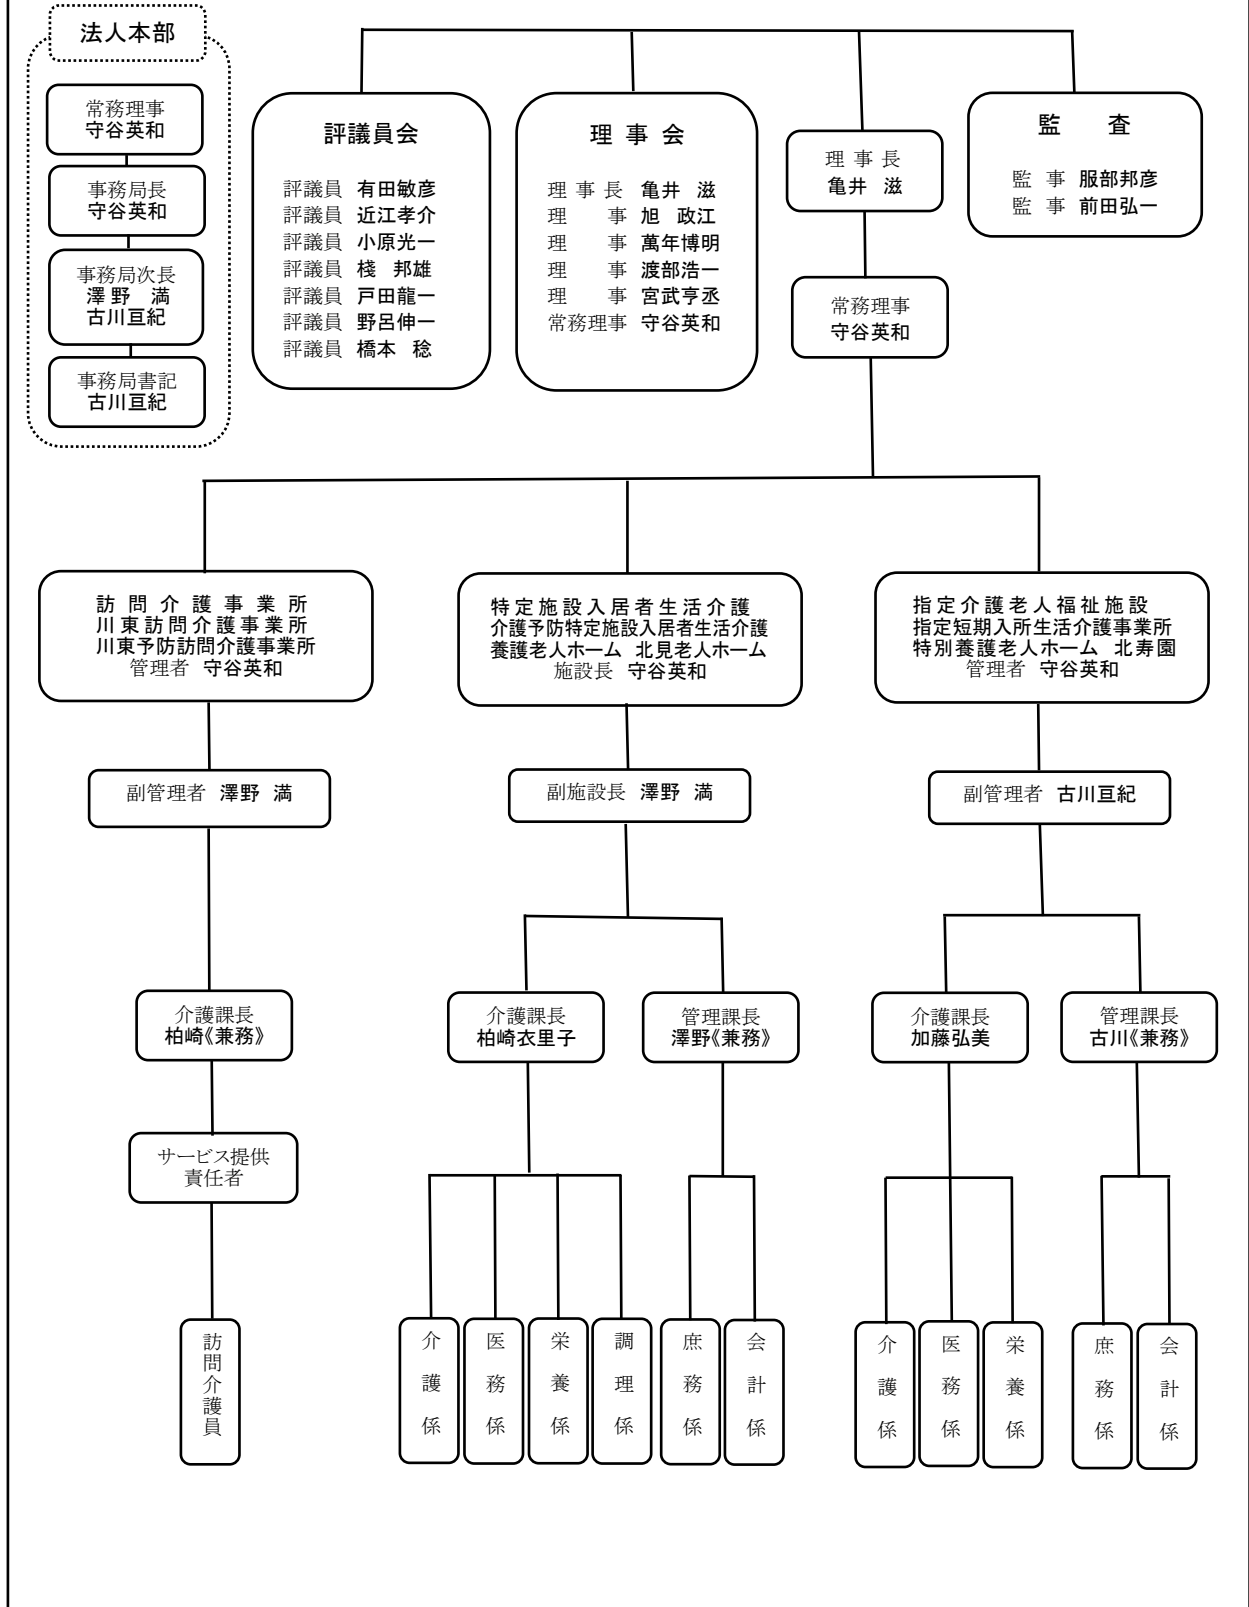 法人本部
常務理事
守谷英和
事務局長
守谷英和
事務局次長
澤野　満
古川亘紀
事務局書記
古川亘紀
評議員会
評議員 有田敏彦
評議員 近江孝介
評議員 小原光一
評議員 棧　邦雄
評議員 戸田龍一
評議員 野呂伸一
評議員 橋本　稔
理 事 会
理 事 長 亀井　滋
理　　事 旭　政江
理　　事 萬年博明
理　　事 渡部浩一
理　　事 宮武亨丞
常務理事 守谷英和
理 事 長
亀井　滋
常務理事
守谷英和
監　査
監　事 服部邦彦
監　事 前田弘一
訪 問 介 護 事 業 所
川東訪問介護事業所
川東予防訪問介護事業所
管理者 守谷英和
副管理者 澤野 満
介護課長
柏崎《兼務》
サービス提供
責任者
訪問介護員
特定施設入居者生活介護
介護予防特定施設入居者生活介護
養護老人ホーム 北見老人ホーム
施設長 守谷英和
副施設長 澤野 満
介護課長
柏崎衣里子
管理課長
澤野《兼務》
介護係
医務係
栄養係
調理係
庶務係
会計係
指定介護老人福祉施設
指定短期入所生活介護事業所
特別養護老人ホーム 北寿園
管理者 守谷英和
副管理者 古川亘紀
介護課長
加藤弘美
管理課長
古川《兼務》
介護係
医務係
栄養係
庶務係
会計係